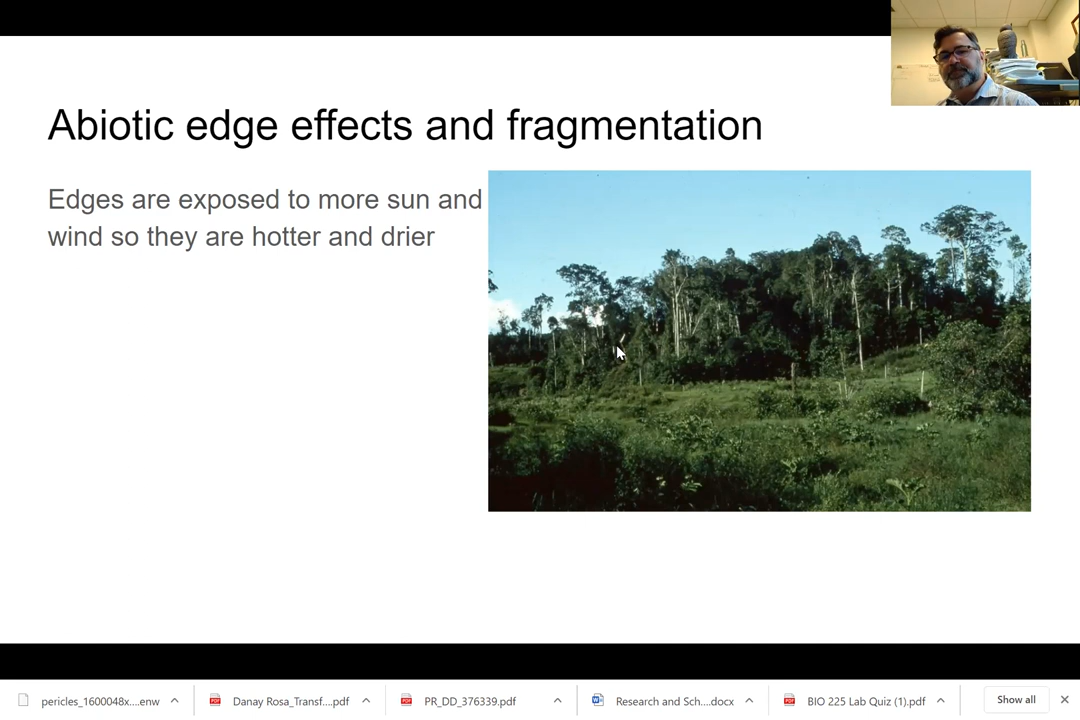 Abiotic edge effects and fragmentation
Edges are exposed to more sun and
wind so they are hotter and drier
pericles_1600048x....enw
Danay Rosa_Transf....pdf
PR_DD_376339.pdf
Research and Sch....docx
BIO 225 Lab Quiz (1).pdf
Show all